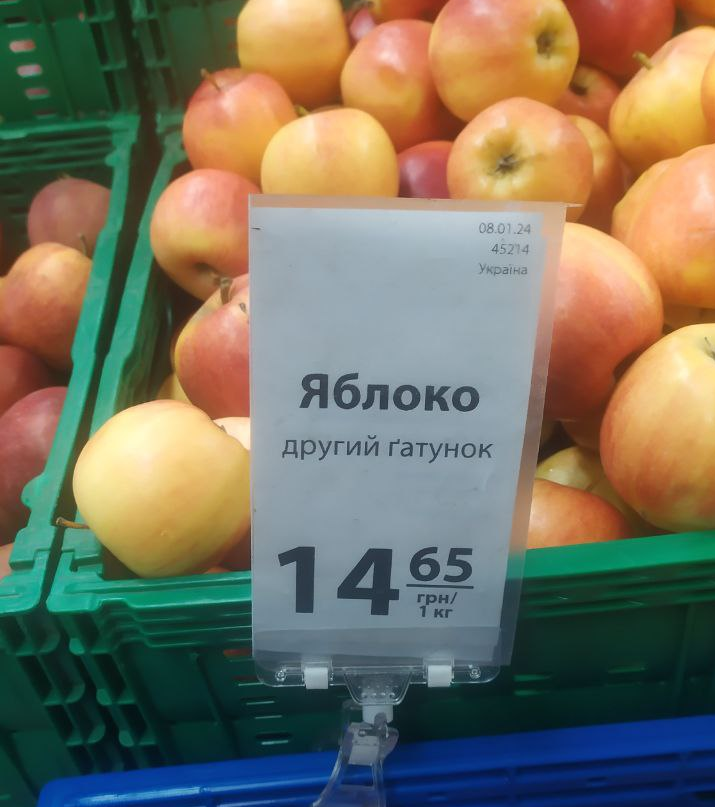 08.01.24
45214
Україна
Яблоко
другий ґатунок
14 65
грн/
1 кг